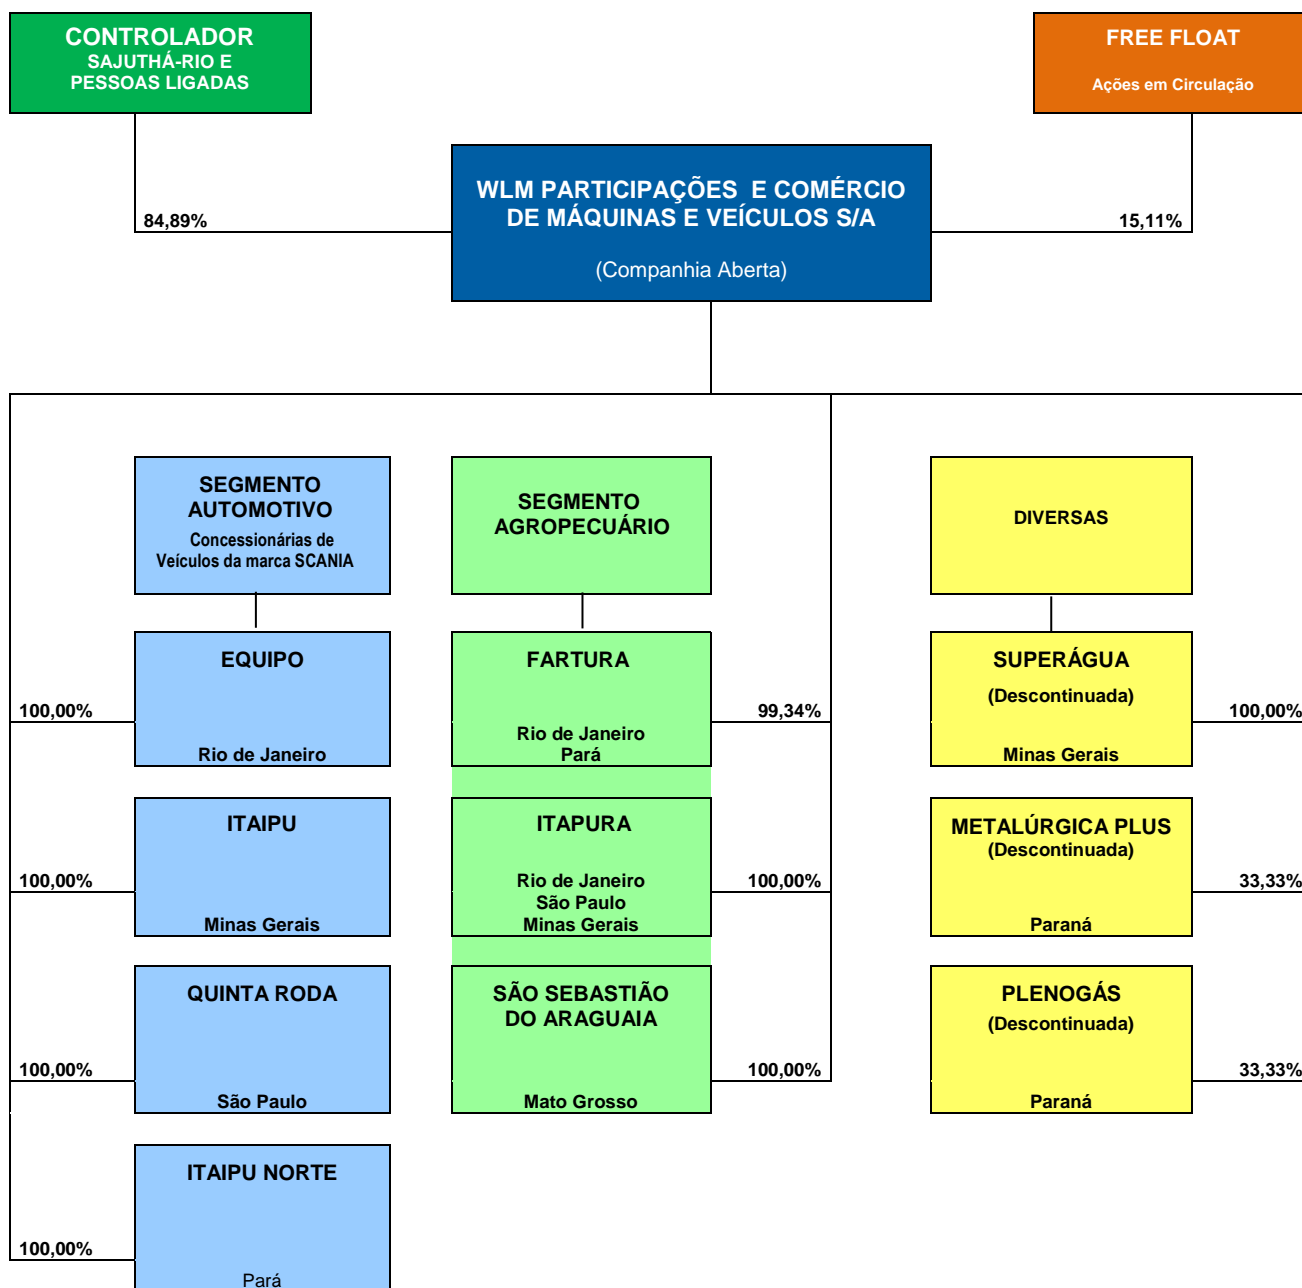 CONTROLADOR
SAJUTHÁ-RIO E
PESSOAS LIGADAS
FREE FLOAT
Ações em Circulação
WLM PARTICIPAÇÕES E COMÉRCIO
DE MÁQUINAS E VEÍCULOS S/A
(Companhia Aberta)
84,89%
15,11%
SEGMENTO
AUTOMOTIVO
Concessionárias de
Veículos da marca SCANIA
SEGMENTO
AGROPECUÁRIO
DIVERSAS
EQUIPO
Rio de Janeiro
100,00%
FARTURA
Rio de Janeiro
Pará
99,34%
SUPERÁGUA
(Descontinuada)
Minas Gerais
100,00%
ITAIPU
Minas Gerais
100,00%
ITAPURA
Rio de Janeiro
São Paulo
Minas Gerais
100,00%
METALÚRGICA PLUS
(Descontinuada)
Paraná
33,33%
QUINTA RODA
São Paulo
100,00%
SÃO SEBASTIÃO
DO ARAGUAIA
Mato Grosso
100,00%
PLENOGÁS
(Descontinuada)
Paraná
33,33%
ITAIPU NORTE
Pará
100,00%